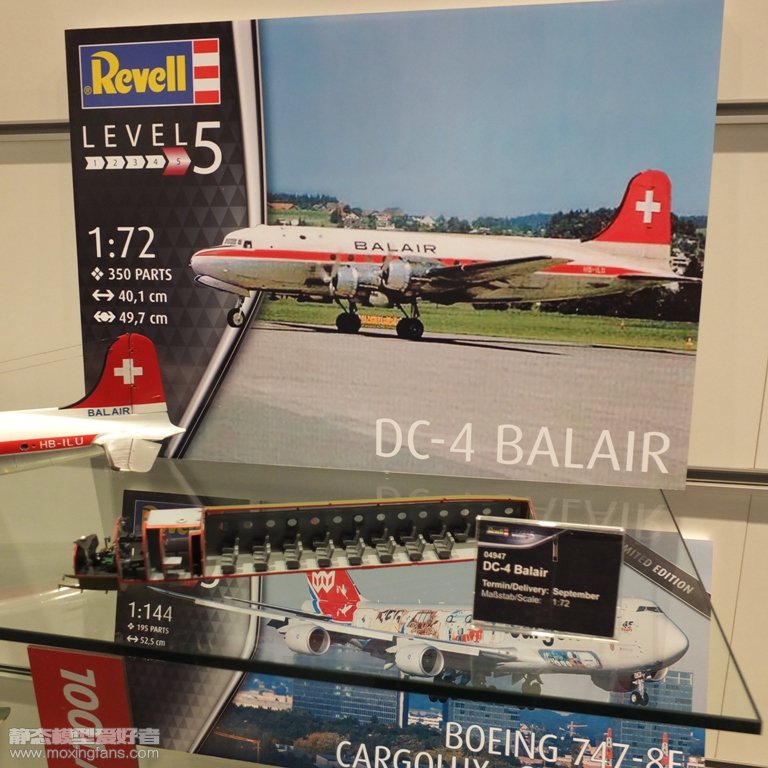 Revell
LEVEL 5
1 2 3 4 5
1:72
350 PARTS
40,1 cm
49,7 cm
BALAIR
HB-ILU
DC-4 BALAIR
BALAIR
HB-ILU
Revell
04947
DC-4 Balair
Termin/Delivery: September
Maßstab/Scale: 1:72
LIMITED EDITION
1:144
195 PARTS
52,5 cm
BOEING 747-8F
CARGOLUX
静态模型爱好者
www.moxingfans.com